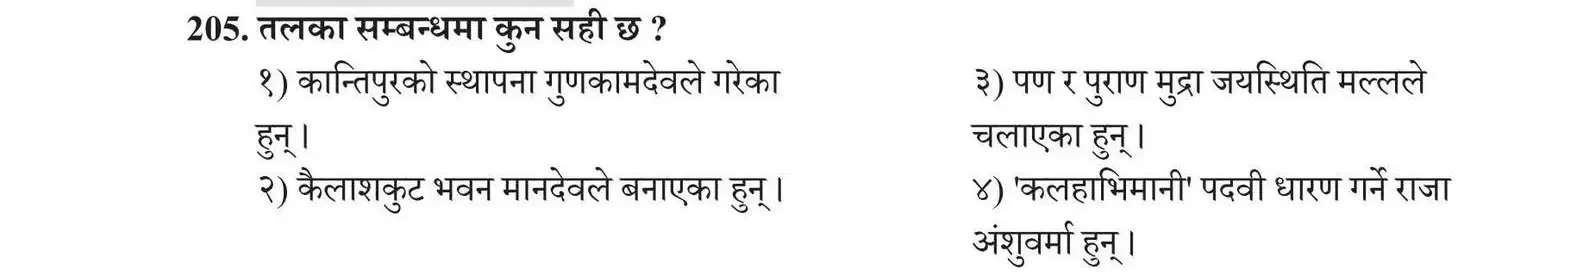 205. तलका सम्बन्धमा कुन सही छ ?
१) कान्तिपुरको स्थापना गुणकामदेवले गरेका
हुन् ।
२) कैलाशकुट भवन मानदेवले बनाएका हुन् ।
३) पण र पुराण मुद्रा जयस्थिति मल्लले
चलाएका हुन् ।
४) 'कलहाभिमानी' पदवी धारण गर्ने राजा
अंशुवर्मा हुन् ।